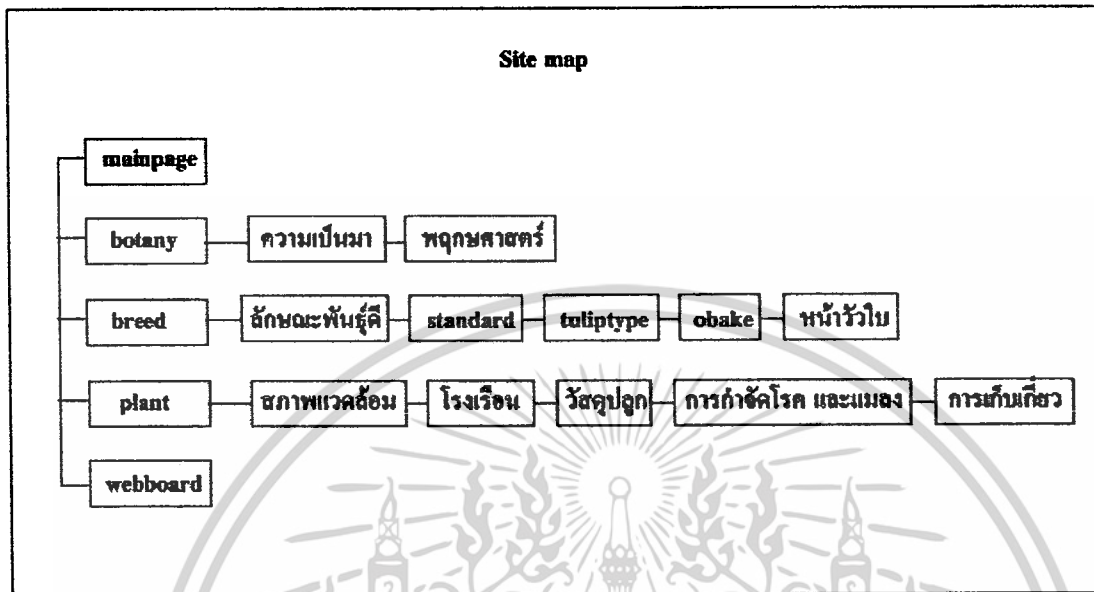 Site map
mainpage
botany ความเป็นมา พฤกษศาสตร์
breed ลักษณะพันธุ์ดี standard tuliptype obake หน้าวัวใบ
plant สภาพแวดล้อม โรงเรือน วัสดุปลูก การกำจัดโรค และแมลง การเก็บเกี่ยว
webboard